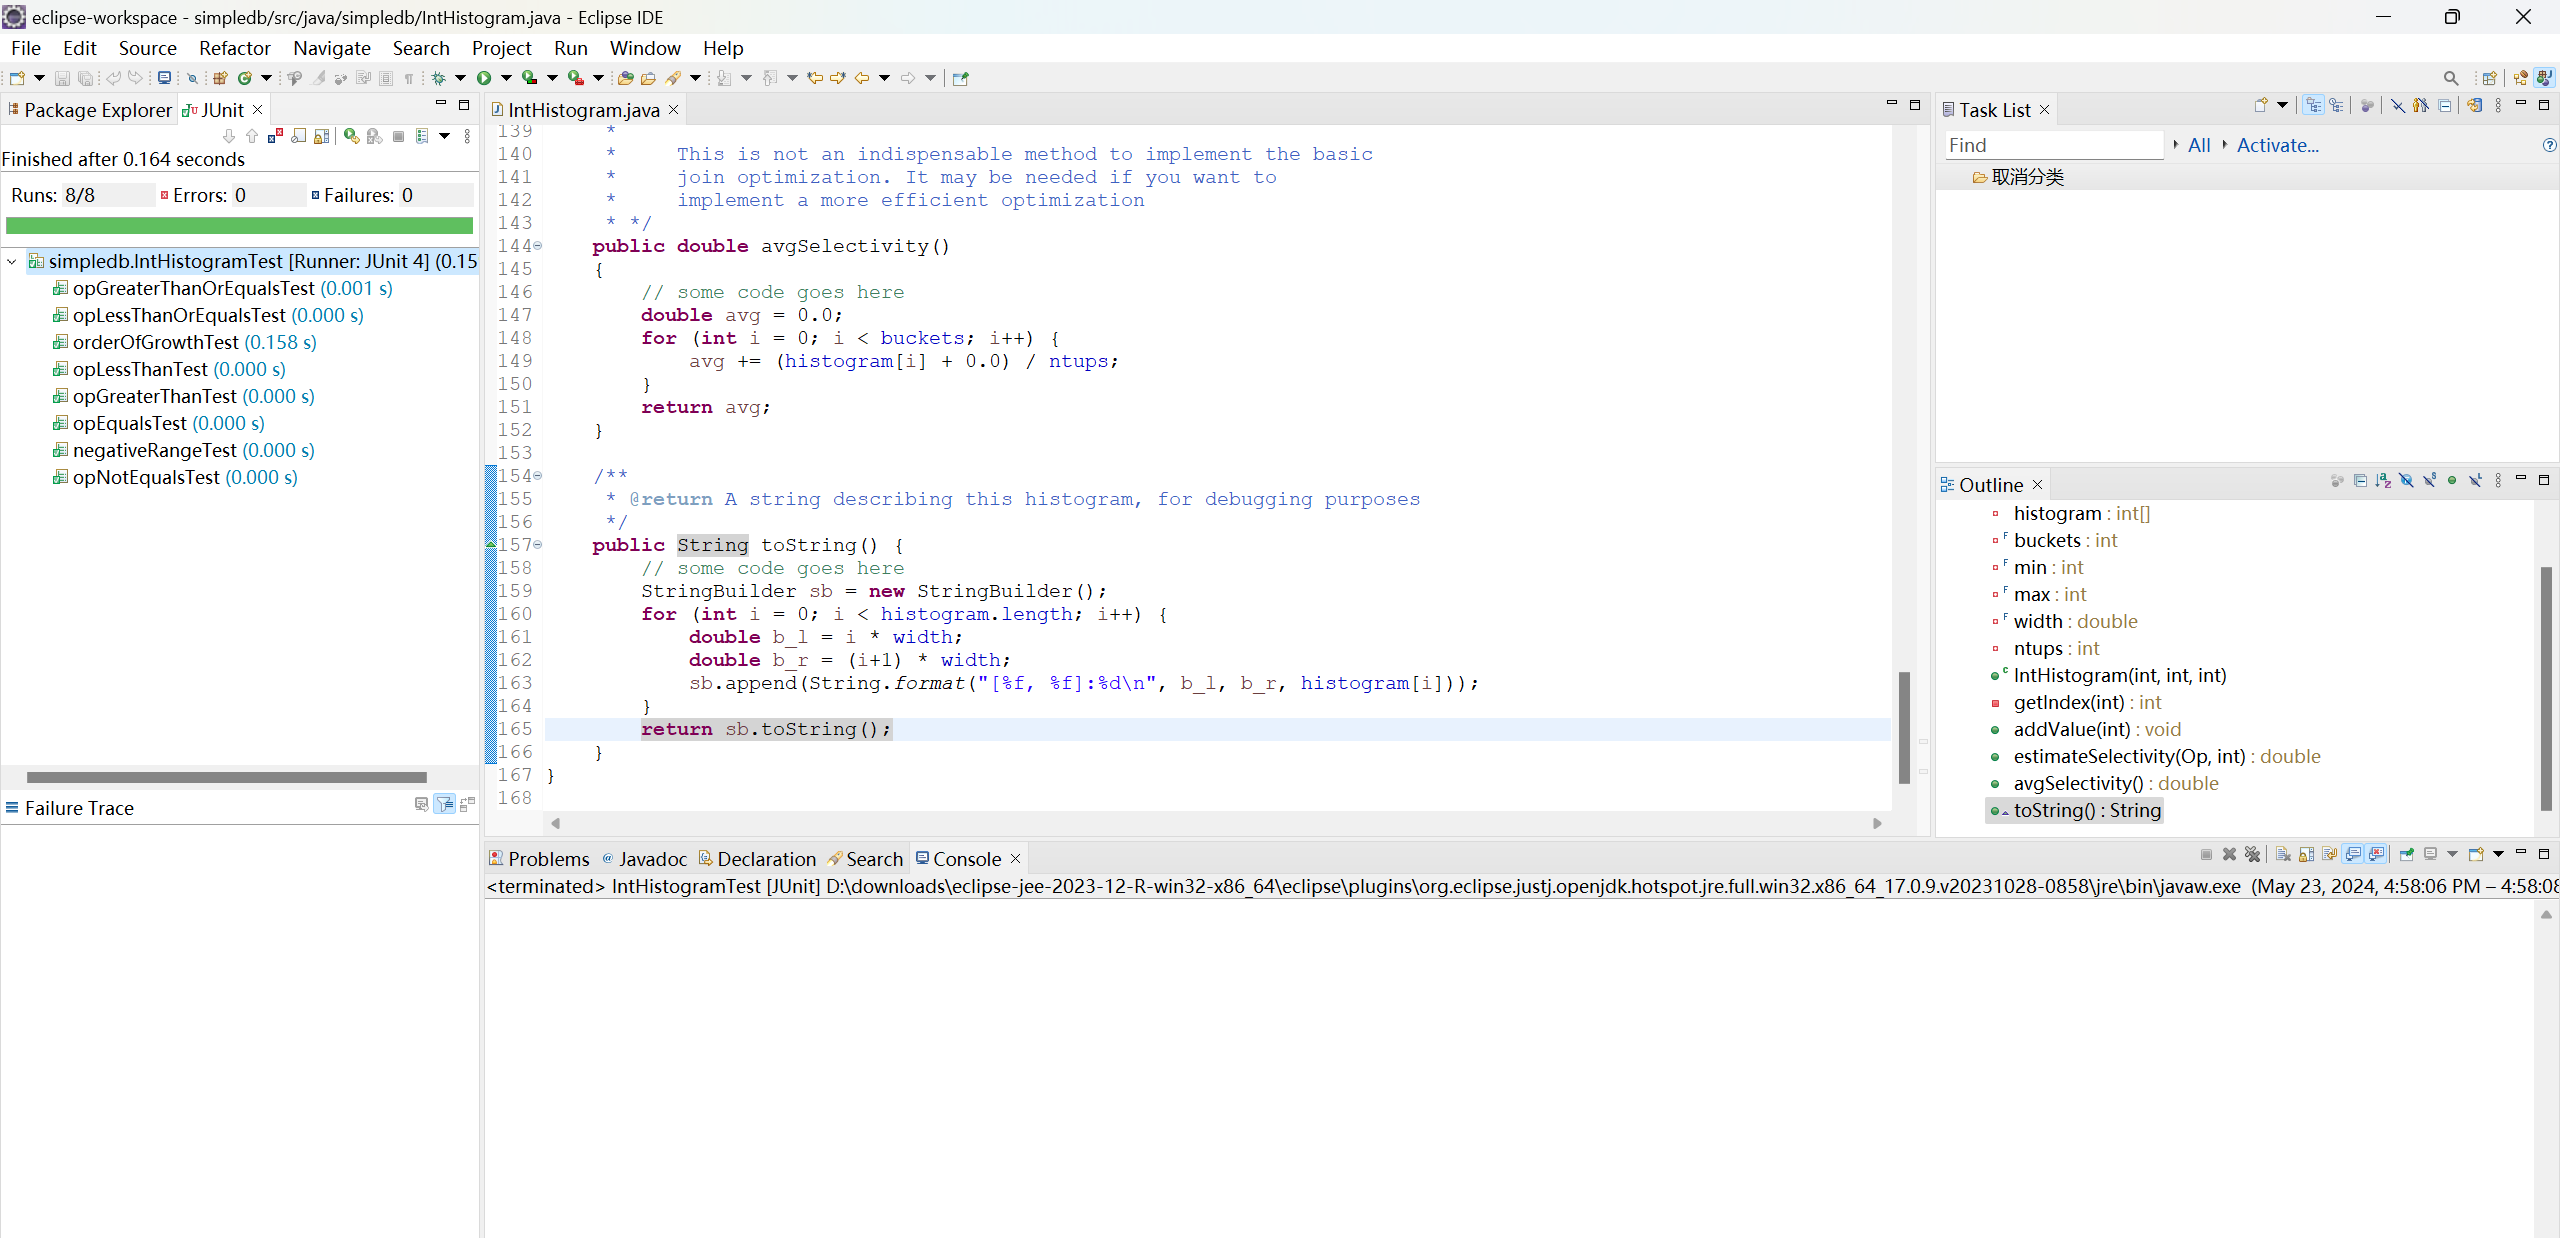 eclipse-workspace - simpledb/src/java/simpledb/IntHistogram.java - Eclipse IDE
File Edit Source Refactor Navigate Search Project Run Window Help
Package Explorer JUnit
Finished after 0.164 seconds
Runs: 8/8 Errors: 0 Failures: 0
simpledb.IntHistogramTest [Runner: JUnit 4] (0.15
opGreaterThanOrEqualsTest (0.001 s)
opLessThanOrEqualsTest (0.000 s)
orderOfGrowthTest (0.158 s)
opLessThanTest (0.000 s)
opGreaterThanTest (0.000 s)
opEqualsTest (0.000 s)
negativeRangeTest (0.000 s)
opNotEqualsTest (0.000 s)
Failure Trace
IntHistogram.java
139 *
140 * This is not an indispensable method to implement the basic
141 * join optimization. It may be needed if you want to
142 * implement a more efficient optimization
143 * */
144 public double avgSelectivity()
145 {
146 // some code goes here
147 double avg = 0.0;
148 for (int i = 0; i < buckets; i++) {
149 avg += (histogram[i] + 0.0) / ntups;
150 }
151 return avg;
152 }
153
154 /**
155 * @return A string describing this histogram, for debugging purposes
156 */
157 public String toString() {
158 // some code goes here
159 StringBuilder sb = new StringBuilder();
160 for (int i = 0; i < histogram.length; i++) {
161 double b_l = i * width;
162 double b_r = (i+1) * width;
163 sb.append(String.format("[%f, %f]:%d\n", b_l, b_r, histogram[i]));
164 }
165 return sb.toString();
166 }
167 }
168
Task List
Find All Activate...
取消分类
Outline
histogram : int[]
buckets : int
min : int
max : int
width : double
ntups : int
IntHistogram(int, int, int)
getIndex(int) : int
addValue(int) : void
estimateSelectivity(Op, int) : double
avgSelectivity() : double
toString() : String
Problems Javadoc Declaration Search Console
<terminated> IntHistogramTest [JUnit] D:\downloads\eclipse-jee-2023-12-R-win32-x86_64\eclipse\plugins\org.eclipse.justj.openjdk.hotspot.jre.full.win32.x86_64_17.0.9.v20231028-0858\jre\bin\javaw.exe (May 23, 2024, 4:58:06 PM – 4:58:08